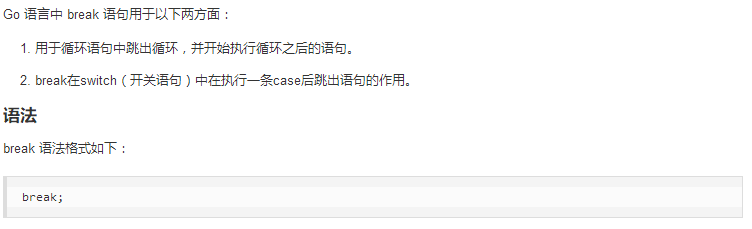 Go 语言中 break 语句用于以下两方面：
1. 用于循环语句中跳出循环，并开始执行循环之后的语句。
2. break在switch（开关语句）中在执行一条case后跳出语句的作用。
语法
break 语法格式如下：
break;